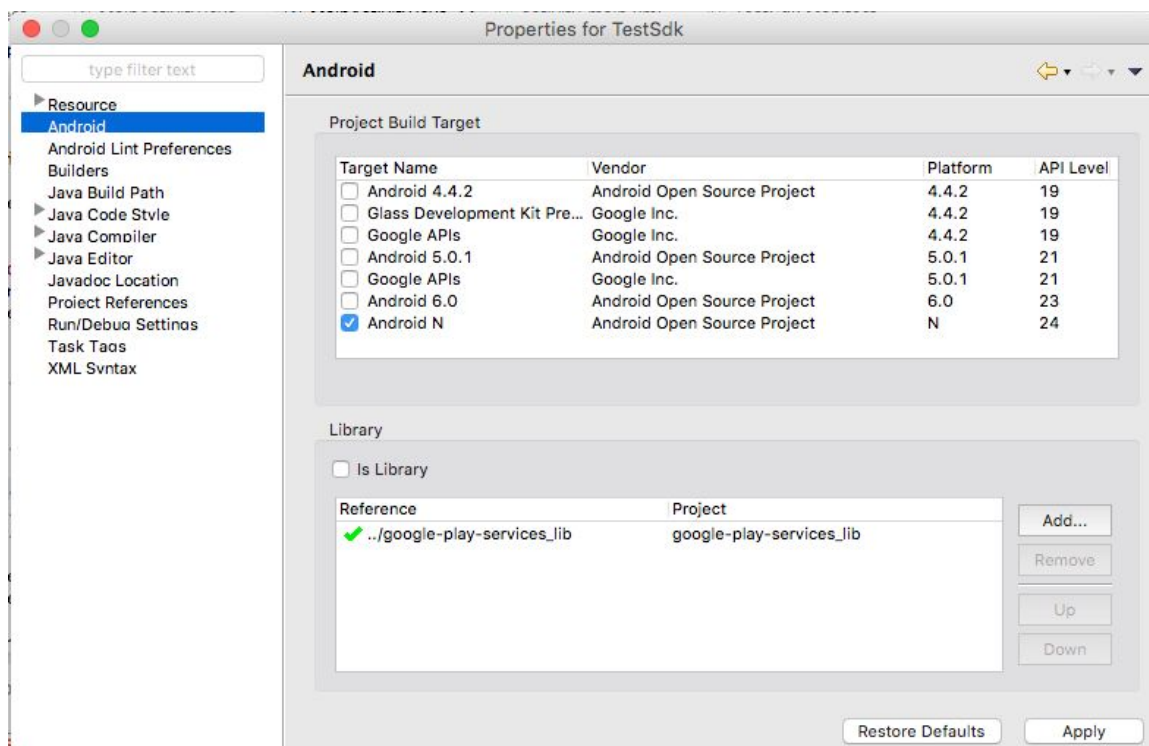 Properties for TestSdk
type filter text
Resource
Android
Android Lint Preferences
Builders
Java Build Path
Java Code Style
Java Compiler
Java Editor
Javadoc Location
Project References
Run/Debug Settings
Task Tags
XML Syntax
Android
Project Build Target
Target Name Vendor Platform API Level
Android 4.4.2 Android Open Source Project 4.4.2 19
Glass Development Kit Pre... Google Inc. 4.4.2 19
Google APIs Google Inc. 4.4.2 19
Android 5.0.1 Android Open Source Project 5.0.1 21
Google APIs Google Inc. 5.0.1 21
Android 6.0 Android Open Source Project 6.0 23
Android N Android Open Source Project N 24
Library
Is Library
Reference Project
../google-play-services_lib google-play-services_lib
Add...
Remove
Up
Down
Restore Defaults Apply